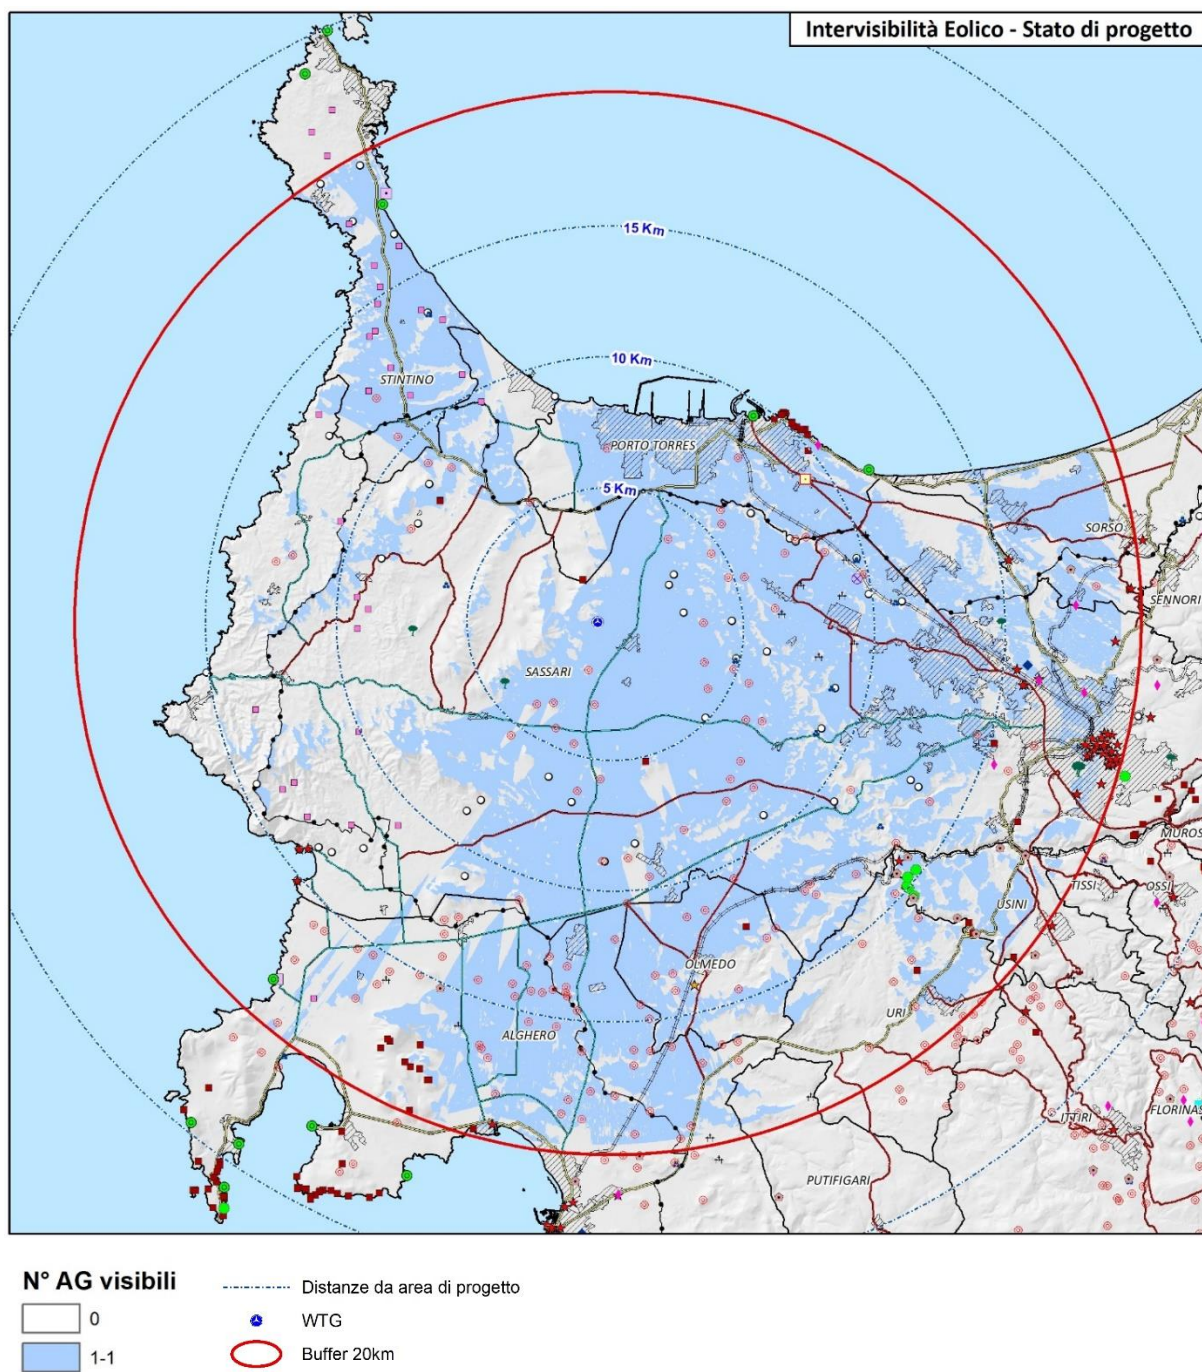 Intervisibilità Eolico - Stato di progetto
15 Km
10 Km
STINTINO
PORTO TORRES
5 Km
SORSO
SENNORI
SASSARI
MUROS
TISSI
OSSI
USINI
OLMEDO
URI
ALGHERO
ITTIRI
FLORINAS
PUTIFIGARI
N° AG visibili
0
1-1
Distanze da area di progetto
WTG
Buffer 20km